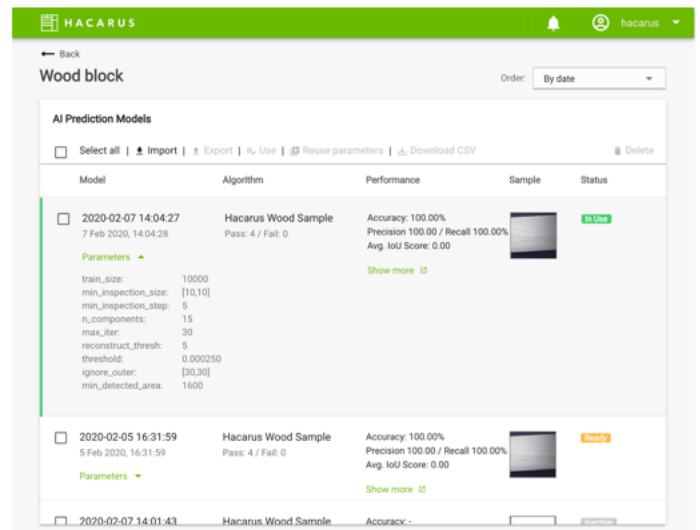 HACARUS
hacarus
Back
Wood block
Order: By date
AI Prediction Models
Select all | Import | Export | Use | Reuse parameters | Download CSV Delete
Model Algorithm Performance Sample Status
2020-02-07 14:04:27 Hacarus Wood Sample Accuracy: 100.00% In Use
7 Feb 2020, 14:04:28 Pass: 4 / Fail: 0 Precision 100.00 / Recall 100.00%
Avg. IoU Score: 0.00
Parameters Show more
train_size: 10000
min_inspection_size: [10,10]
min_inspection_step: 5
n_components: 15
max_iter: 30
reconstruct_thresh: 5
threshold: 0.000250
ignore_outer: [30,30]
min_detected_area: 1600
2020-02-05 16:31:59 Hacarus Wood Sample Accuracy: 100.00% Ready
5 Feb 2020, 16:31:59 Pass: 4 / Fail: 0 Precision 100.00 / Recall 100.00%
Avg. IoU Score: 0.00
Parameters Show more
2020-02-07 14:01:43 Hacarus Wood Sample Accuracy: - Inactive